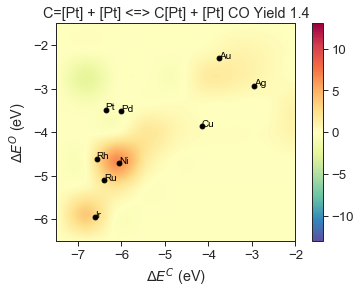 C=[Pt] + [Pt] <=> C[Pt] + [Pt] CO Yield 1.4
−2
−3
−4
−5
−6
ΔE^O (eV)
Au
Ag
Pt
Pd
Cu
Rh
Ni
Ru
Ir
10
5
0
−5
−10
−7
−6
−5
−4
−3
−2
ΔE^C (eV)